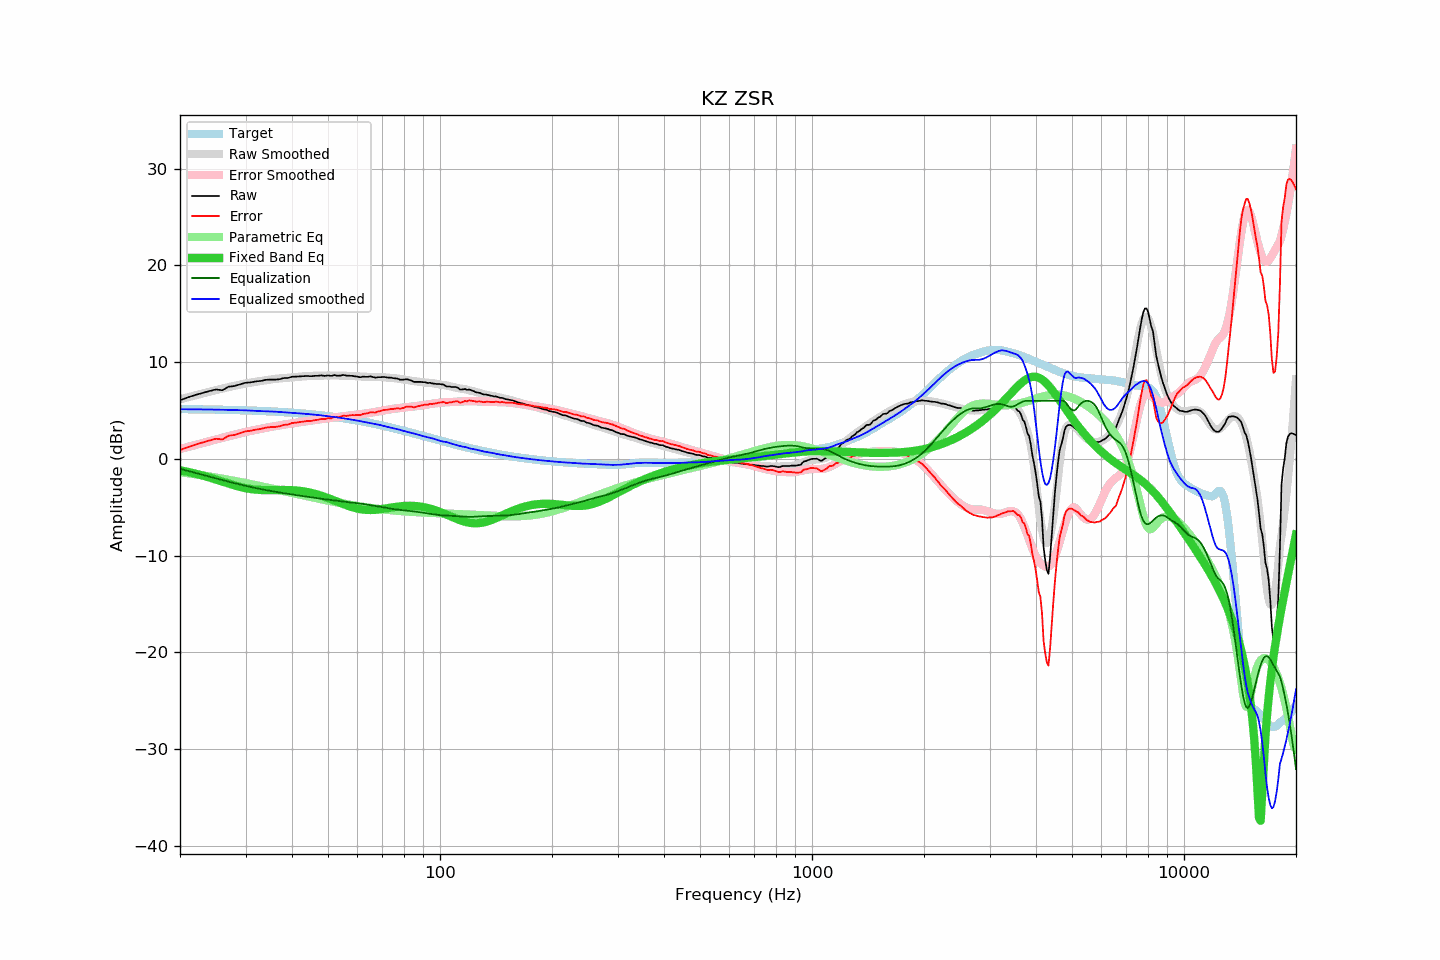 KZ ZSR
Target
Raw Smoothed
Error Smoothed
Raw
Error
Parametric Eq
Fixed Band Eq
Equalization
Equalized smoothed
30
20
10
0
−10
−20
−30
−40
Amplitude (dBr)
100
1000
10000
Frequency (Hz)